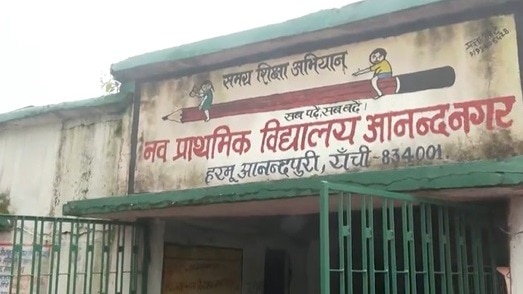 समग्र शिक्षा अभियान्
सब पढ़ें, सब बढ़ें।
नव प्राथमिक विद्यालय आनन्दनगर
हरमू आनन्दपुरी, राँची-834001.